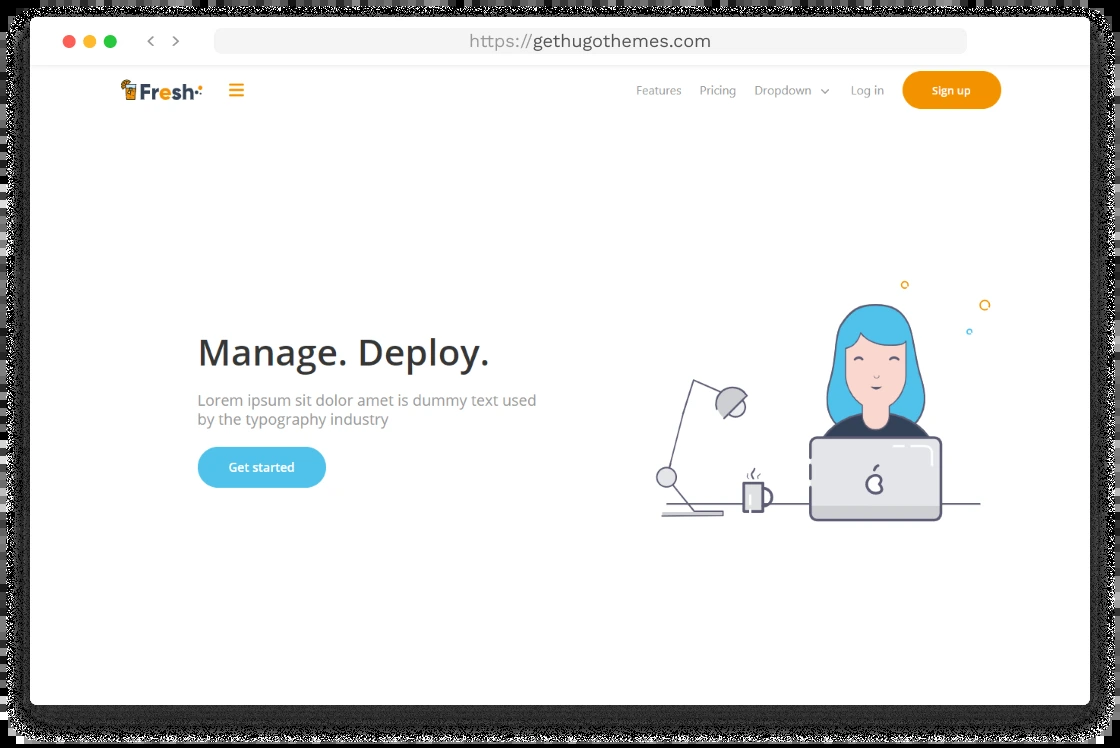 https://gethugothemes.com
Fresh
Features Pricing Dropdown Log in Sign up
Manage. Deploy.
Lorem ipsum sit dolor amet is dummy text used
by the typography industry
Get started